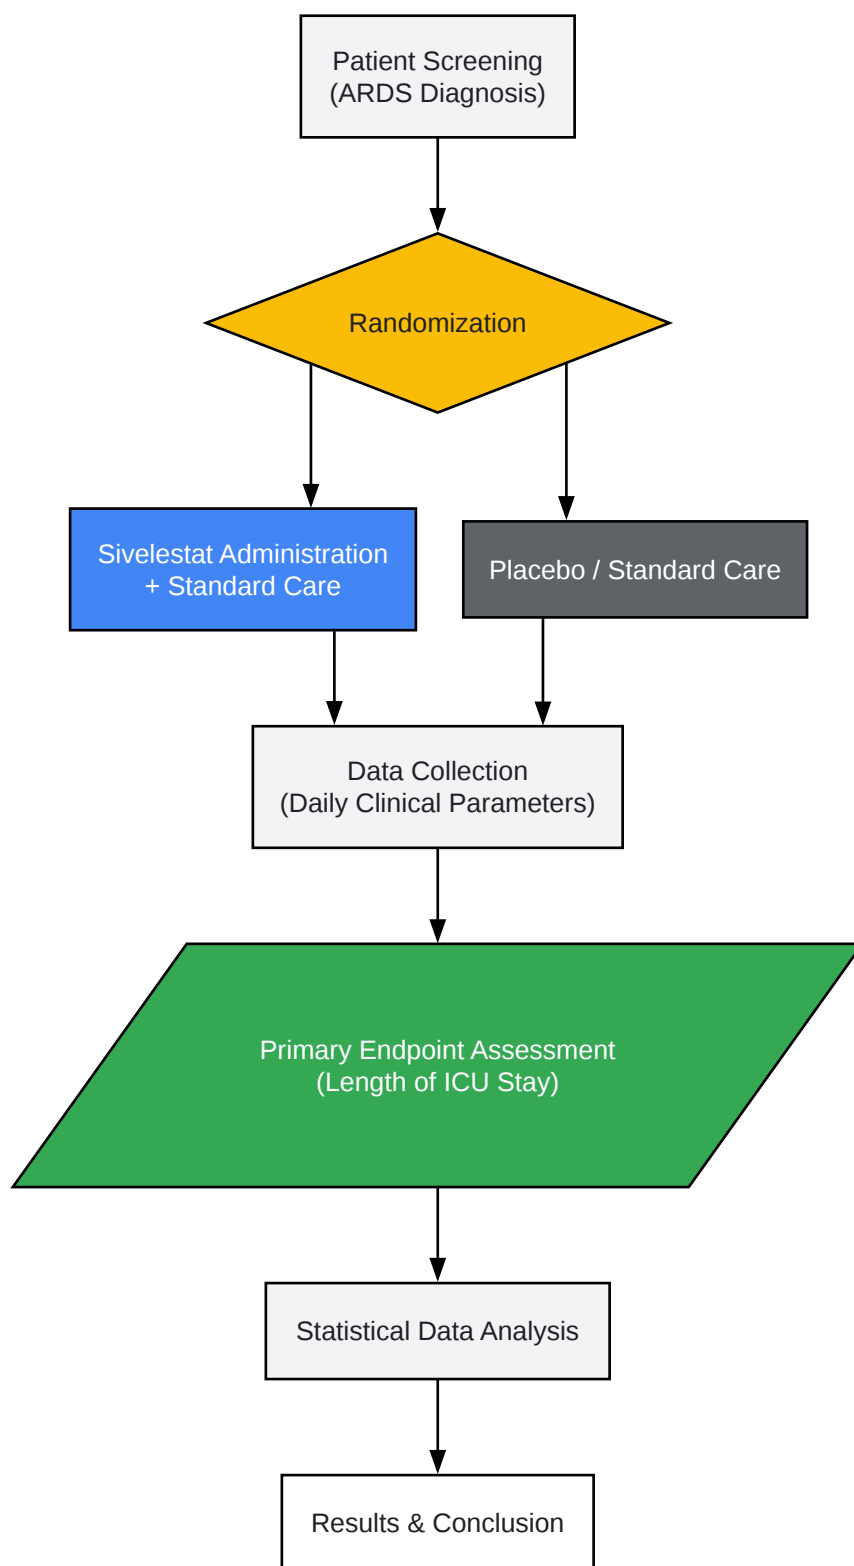 Patient Screening
(ARDS Diagnosis)
Randomization
Sivelestat Administration
+ Standard Care
Placebo / Standard Care
Data Collection
(Daily Clinical Parameters)
Primary Endpoint Assessment
(Length of ICU Stay)
Statistical Data Analysis
Results & Conclusion